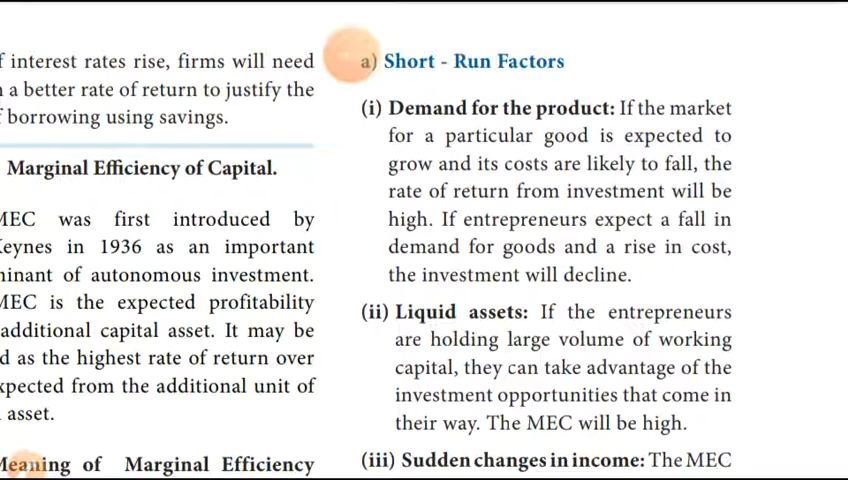 interest rates rise, firms will need
a better rate of return to justify the
borrowing using savings.
Marginal Efficiency of Capital.
MEC was first introduced by
Keynes in 1936 as an important
of autonomous investment.
MEC is the expected profitability
additional capital asset. It may be
as the highest rate of return over
expected from the additional unit of
asset.
Meaning of Marginal Efficiency
a) Short - Run Factors
(i) Demand for the product: If the market
for a particular good is expected to
grow and its costs are likely to fall, the
rate of return from investment will be
high. If entrepreneurs expect a fall in
demand for goods and a rise in cost,
the investment will decline.
(ii) Liquid assets: If the entrepreneurs
are holding large volume of working
capital, they can take advantage of the
investment opportunities that come in
their way. The MEC will be high.
(iii) Sudden changes in income: The MEC